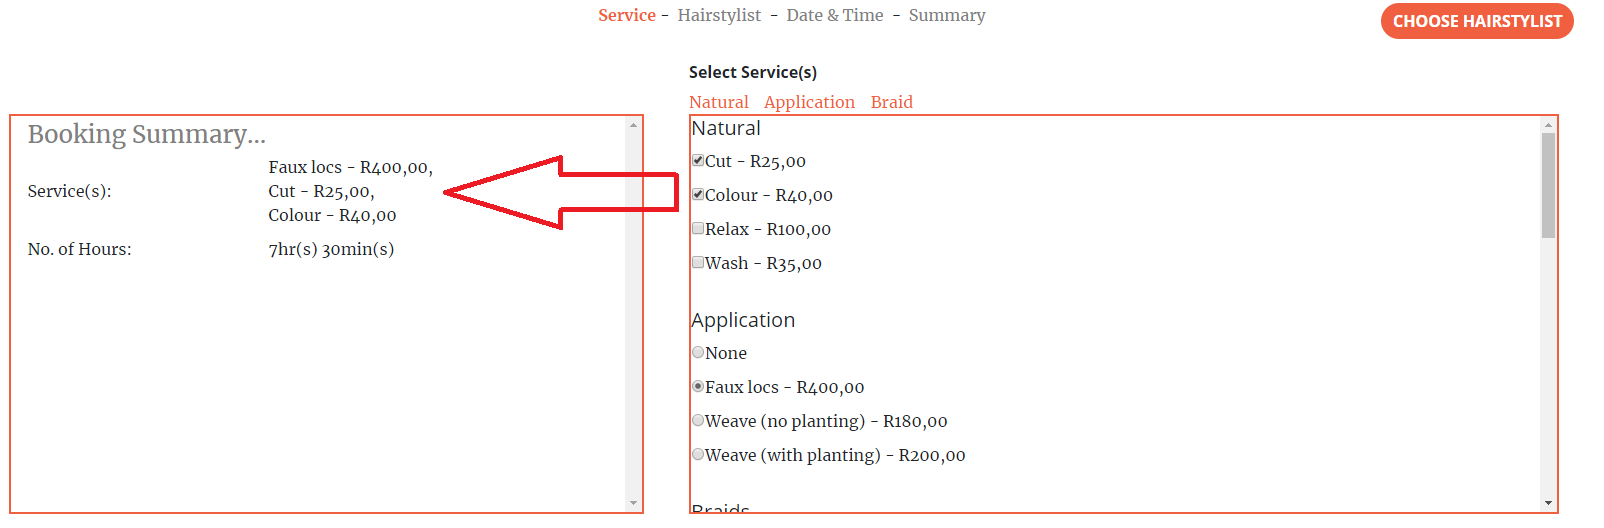 Service - Hairstylist - Date & Time - Summary
CHOOSE HAIRSTYLIST
Booking Summary...
Service(s):
Faux locs - R400,00,
Cut - R25,00,
Colour - R40,00
No. of Hours:
7hr(s) 30min(s)
Select Service(s)
Natural Application Braid
Natural
Cut - R25,00
Colour - R40,00
Relax - R100,00
Wash - R35,00
Application
None
Faux locs - R400,00
Weave (no planting) - R180,00
Weave (with planting) - R200,00
Braids